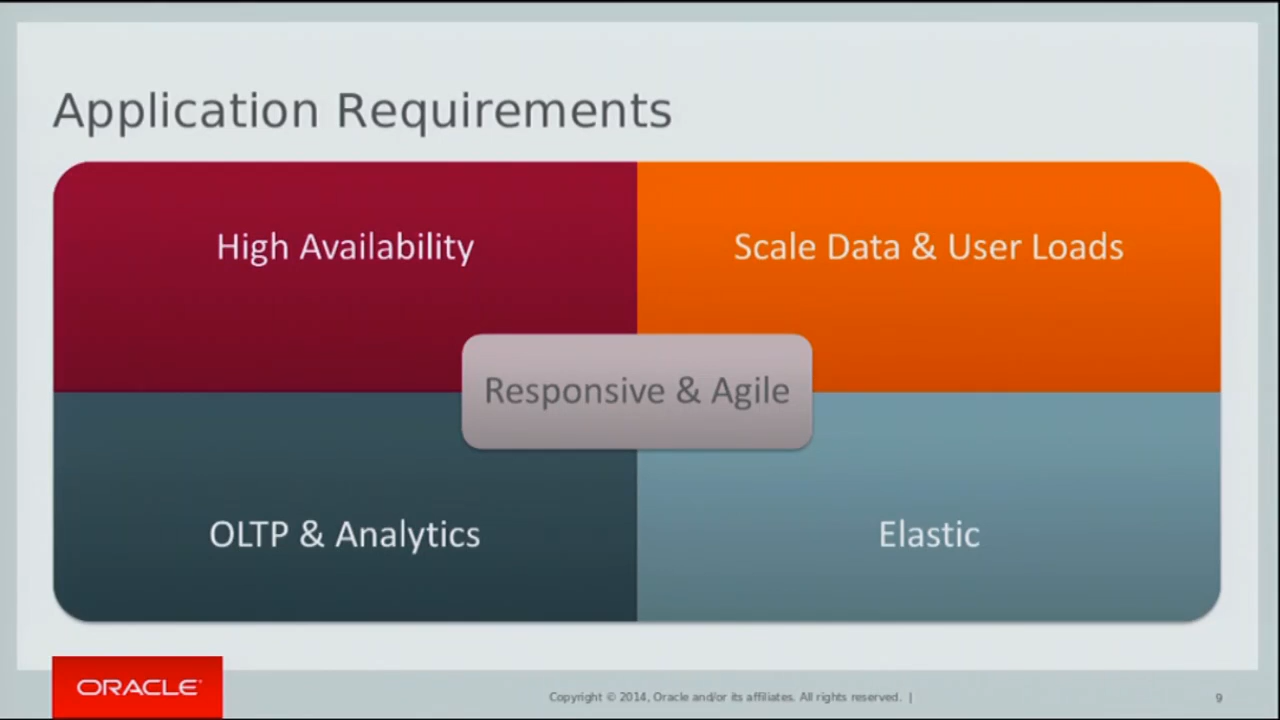 Application Requirements
High Availability
Scale Data & User Loads
Responsive & Agile
OLTP & Analytics
Elastic
ORACLE
Copyright © 2014, Oracle and/or its affiliates. All rights reserved. |
9